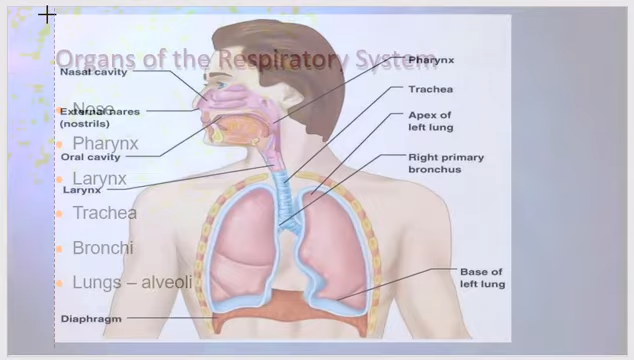 Organs of the Respiratory System
Nasal cavity
Nose
External nares
(nostrils)
Pharynx
Oral cavity
Larynx
Larynx
Trachea
Bronchi
Lungs – alveoli
Diaphragm
Pharynx
Trachea
Apex of
left lung
Right primary
bronchus
Base of
left lung